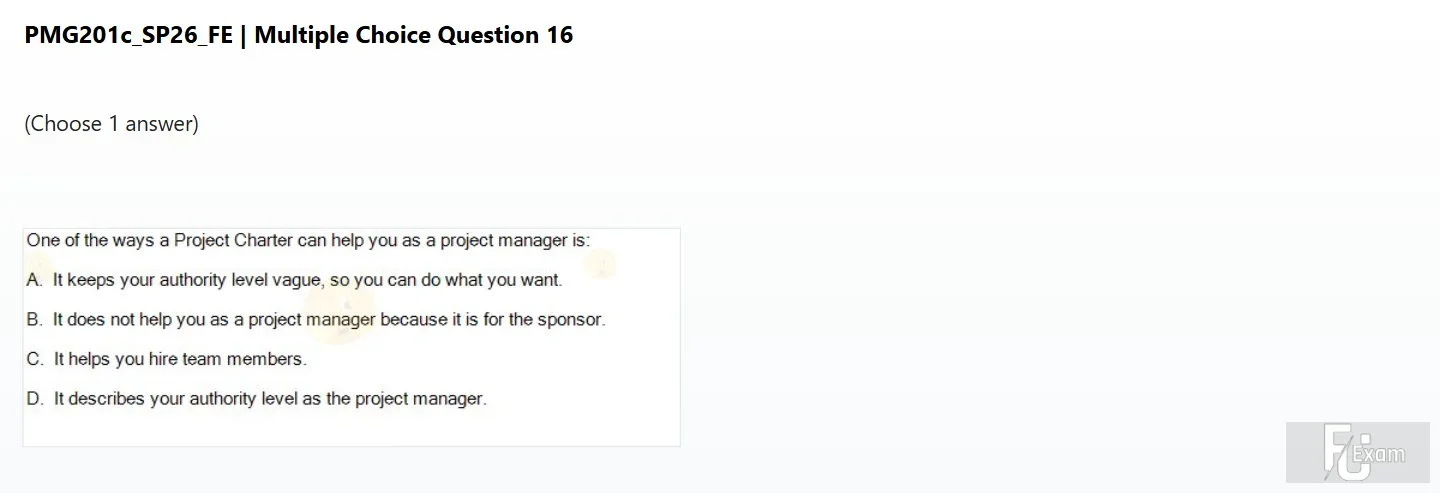 PMG201c_SP26_FE | Multiple Choice Question 16
(Choose 1 answer)
One of the ways a Project Charter can help you as a project manager is:
A. It keeps your authority level vague, so you can do what you want.
B. It does not help you as a project manager because it is for the sponsor.
C. It helps you hire team members.
D. It describes your authority level as the project manager.
Exam